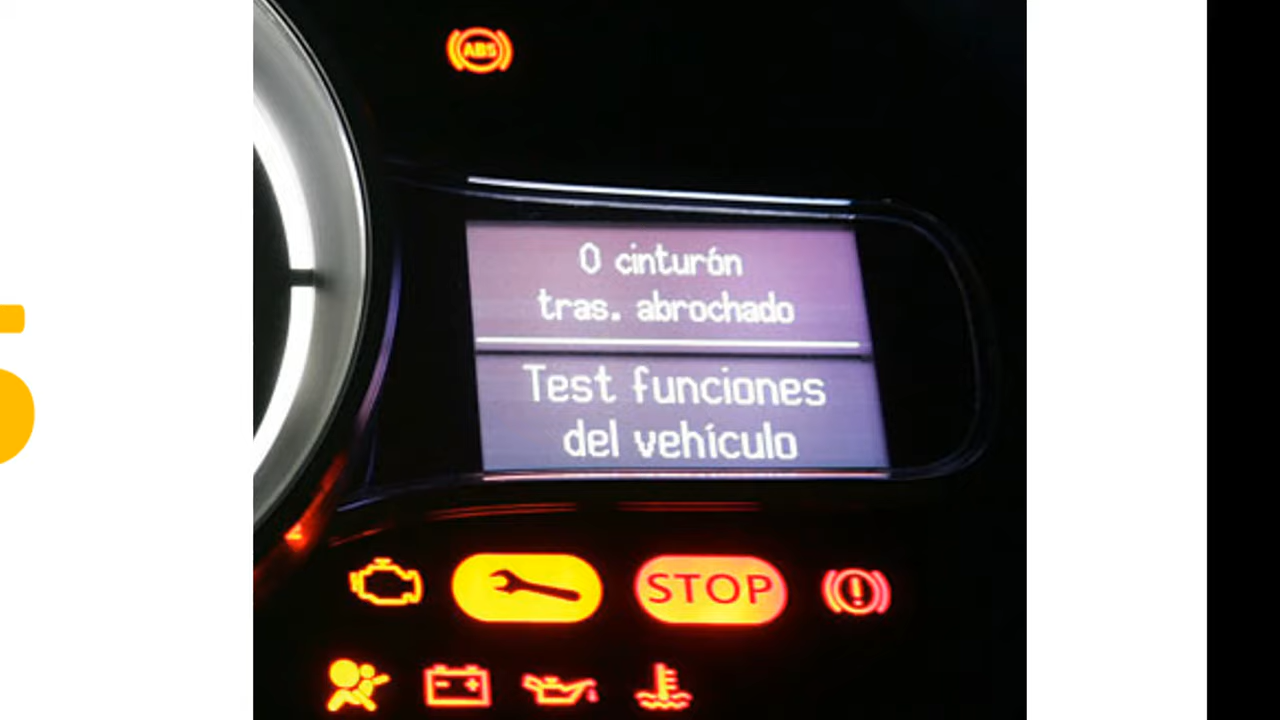 ABS
0 cinturón
tras. abrochado
Test funciones
del vehículo
STOP